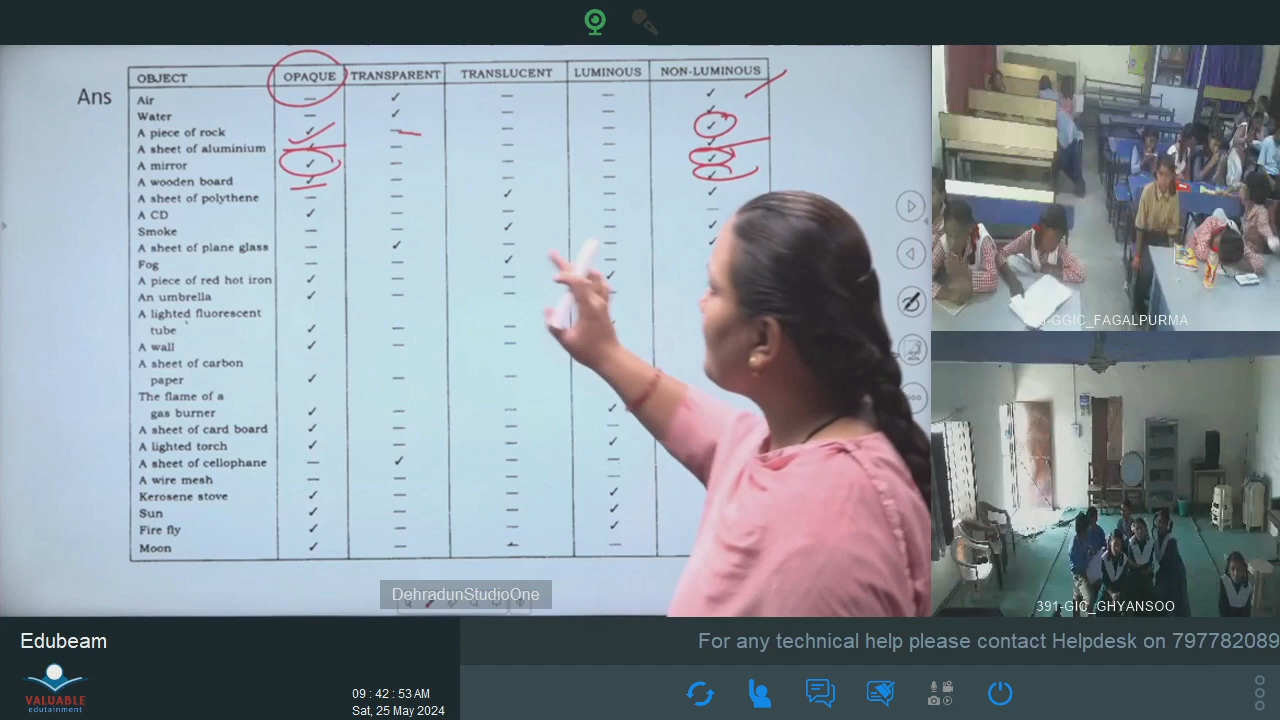 Ans
OBJECT OPAQUE TRANSPARENT TRANSLUCENT LUMINOUS NON-LUMINOUS
Air — ✓ — — ✓
Water — ✓ — — ✓
A piece of rock ✓ — — — ✓
A sheet of aluminium ✓ — — — ✓
A mirror ✓ — — — ✓
A wooden board ✓ — — — ✓
A sheet of polythene — — ✓ — ✓
A CD ✓ — — — —
Smoke — — ✓ — ✓
A sheet of plane glass — ✓ — — ✓
Fog — — ✓ —
A piece of red hot iron ✓ — — ✓
An umbrella ✓ — —
A lighted fluorescent
tube ✓ — —
A wall ✓ — —
A sheet of carbon
paper ✓ — —
The flame of a
gas burner ✓ — — ✓
A sheet of card board ✓ — — —
A lighted torch ✓ — — ✓
A sheet of cellophane — ✓ — —
A wire mesh — — — —
Kerosene stove ✓ — — ✓
Sun ✓ — — ✓
Fire fly ✓ — — ✓
Moon ✓ — — —
DehradunStudioOne
-GGIC_FAGALPURMA
391-GIC_GHYANSOO
Edubeam
VALUABLE
edutainment
09 : 42 : 53 AM
Sat, 25 May 2024
For any technical help please contact Helpdesk on 797782089